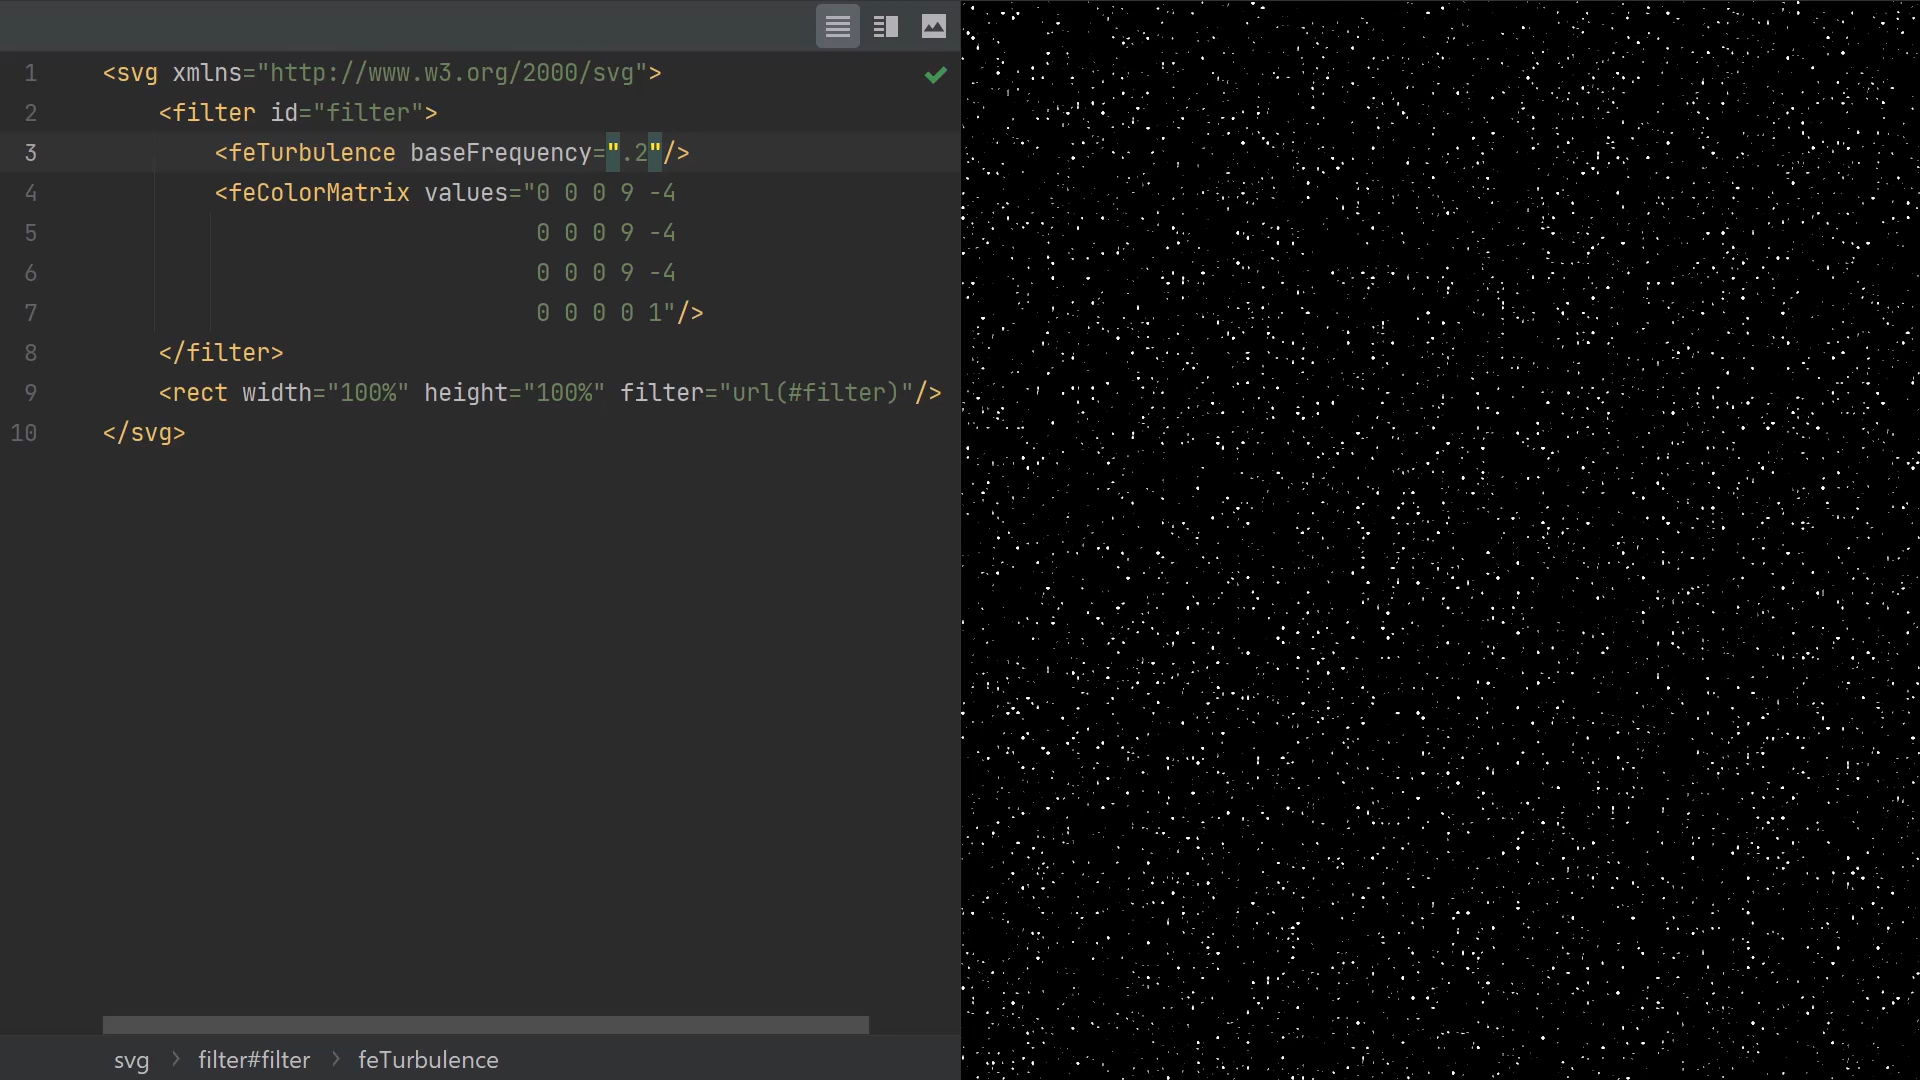 1 <svg xmlns="http://www.w3.org/2000/svg">
2 <filter id="filter">
3 <feTurbulence baseFrequency=".2"/>
4 <feColorMatrix values="0 0 0 9 -4
5 0 0 0 9 -4
6 0 0 0 9 -4
7 0 0 0 0 1"/>
8 </filter>
9 <rect width="100%" height="100%" filter="url(#filter)"/>
10 </svg>
svg > filter#filter > feTurbulence